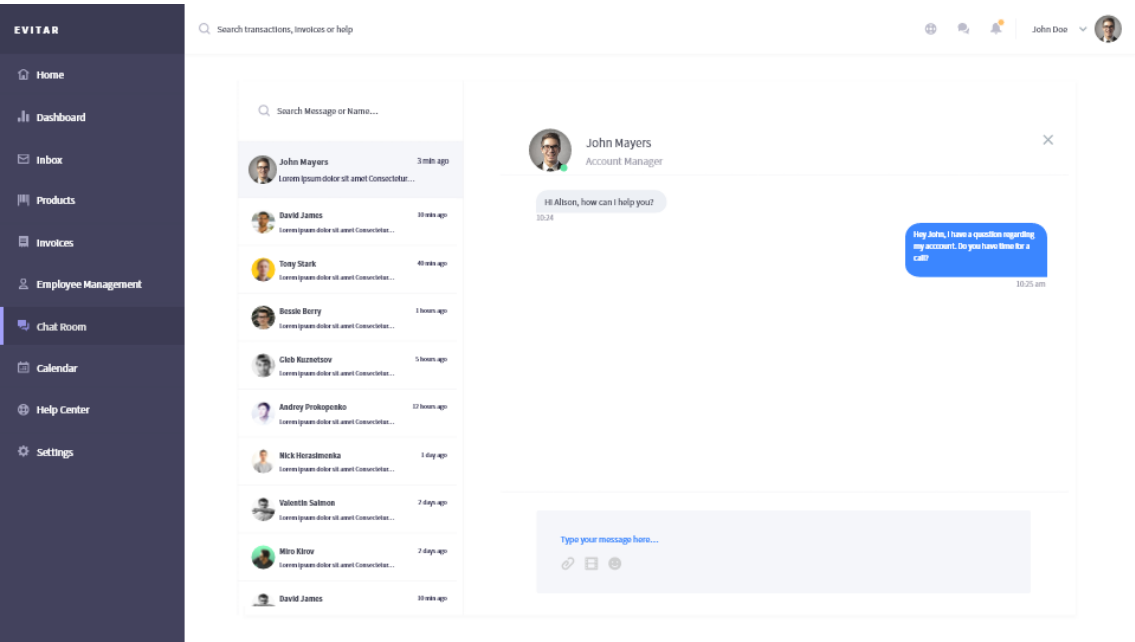 EVITAR
Search transactions, invoices or help
John Doe
Home
Dashboard
Inbox
Products
Invoices
Employee Management
Chat Room
Calendar
Help Center
Settings
Search Message or Name...
John Mayers 3 min ago
Lorem ipsum dolor sit amet Consectetur...
David James 10 min ago
Lorem ipsum dolor sit amet Consectetur...
Tony Stark 40 min ago
Lorem ipsum dolor sit amet Consectetur...
Bessie Berry 1 hours ago
Lorem ipsum dolor sit amet Consectetur...
Gleb Kuznetsov 5 hours ago
Lorem ipsum dolor sit amet Consectetur...
Andrey Prokopenko 12 hours ago
Lorem ipsum dolor sit amet Consectetur...
Nick Herasimenka 1 day ago
Lorem ipsum dolor sit amet Consectetur...
Valentin Salmon 2 days ago
Lorem ipsum dolor sit amet Consectetur...
Miro Kirov 2 days ago
Lorem ipsum dolor sit amet Consectetur...
David James 10 min ago
John Mayers
Account Manager
Hi Alison, how can I help you?
10:24
Hey John, I have a question regarding
my acccount. Do you have time for a
call?
10:25 am
Type your message here...